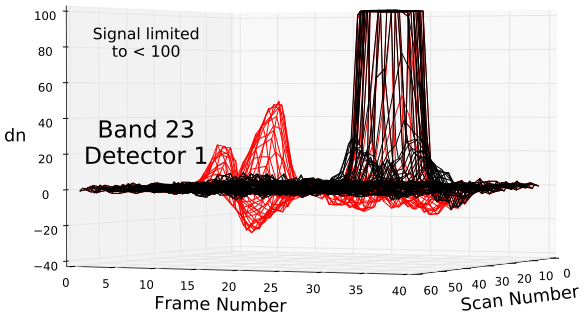 Signal limited
to < 100
Band 23
Detector 1
dn
100
80
60
40
20
0
−20
−40
0 5 10 15 20 25 30 35 40
Frame Number
60 50 40 30 20 10 0
Scan Number